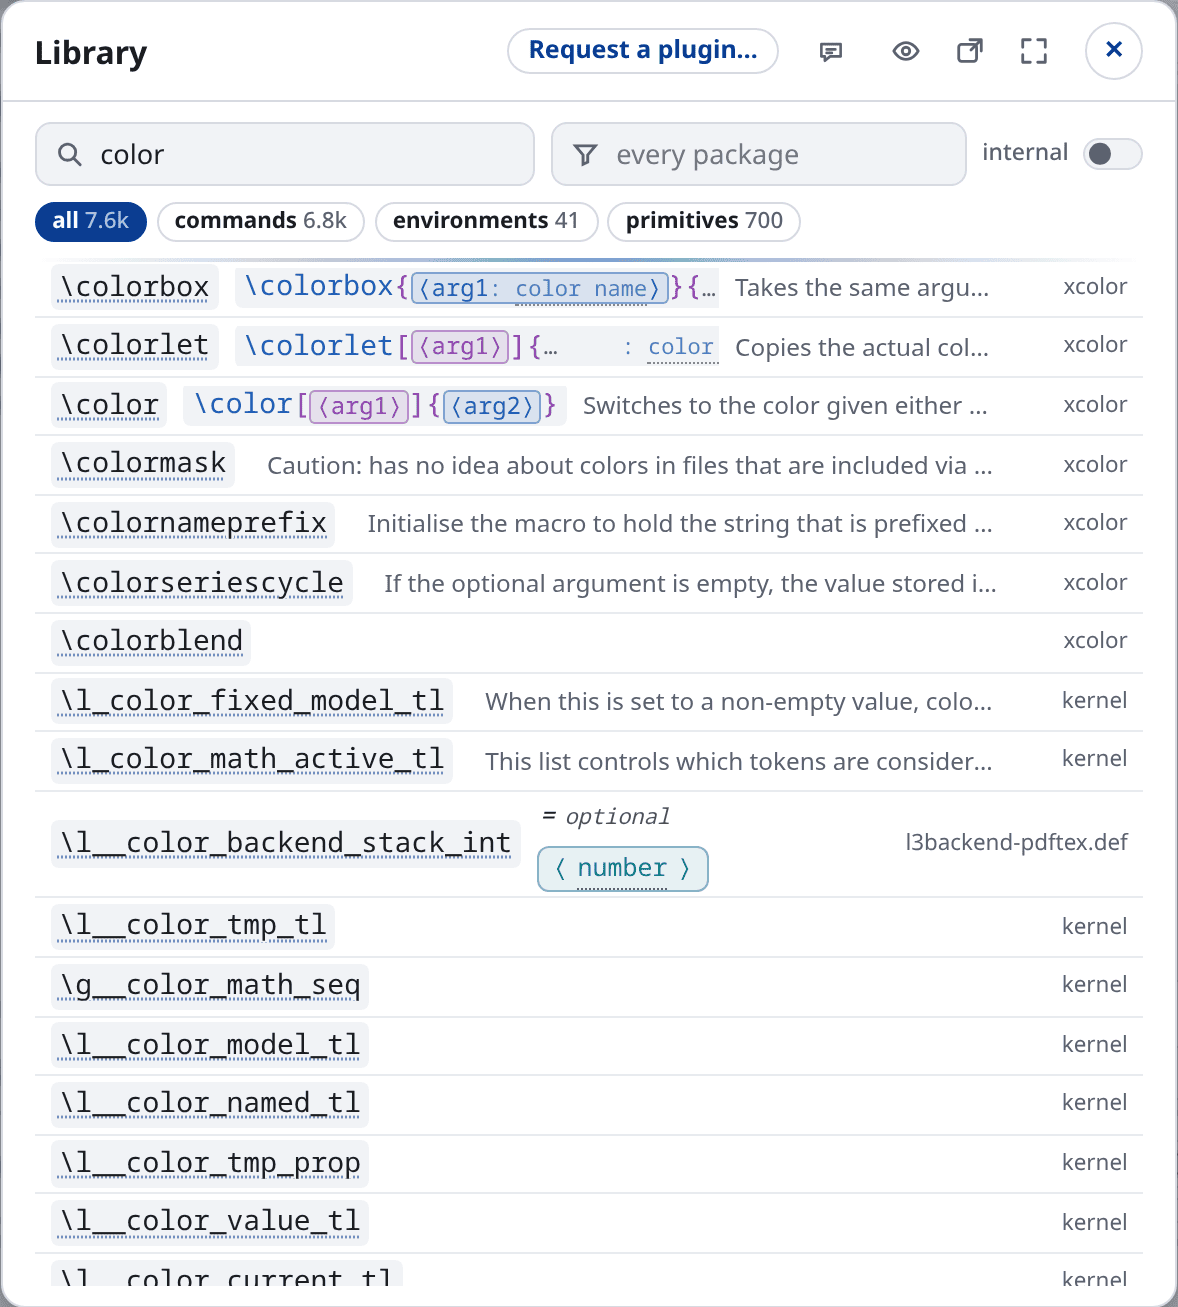 Library Request a plugin...
color every package internal
all 7.6k commands 6.8k environments 41 primitives 700
\colorbox \colorbox{⟨arg1: color name⟩}{… Takes the same argu... xcolor
\colorlet \colorlet[⟨arg1⟩]{… : color Copies the actual col... xcolor
\color \color[⟨arg1⟩]{⟨arg2⟩} Switches to the color given either ... xcolor
\colormask Caution: has no idea about colors in files that are included via ... xcolor
\colornameprefix Initialise the macro to hold the string that is prefixed ... xcolor
\colorseriescycle If the optional argument is empty, the value stored i... xcolor
\colorblend xcolor
\l_color_fixed_model_tl When this is set to a non-empty value, colo... kernel
\l_color_math_active_tl This list controls which tokens are consider... kernel
= optional
\l__color_backend_stack_int l3backend-pdftex.def
⟨ number ⟩
\l__color_tmp_tl kernel
\g__color_math_seq kernel
\l__color_model_tl kernel
\l__color_named_tl kernel
\l__color_tmp_prop kernel
\l__color_value_tl kernel
\l__color_current_tl kernel